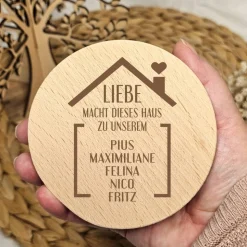 LIEBE
MACHT DIESES HAUS
ZU UNSEREM
PIUS
MAXIMILIANE
FELINA
NICO
FRITZ